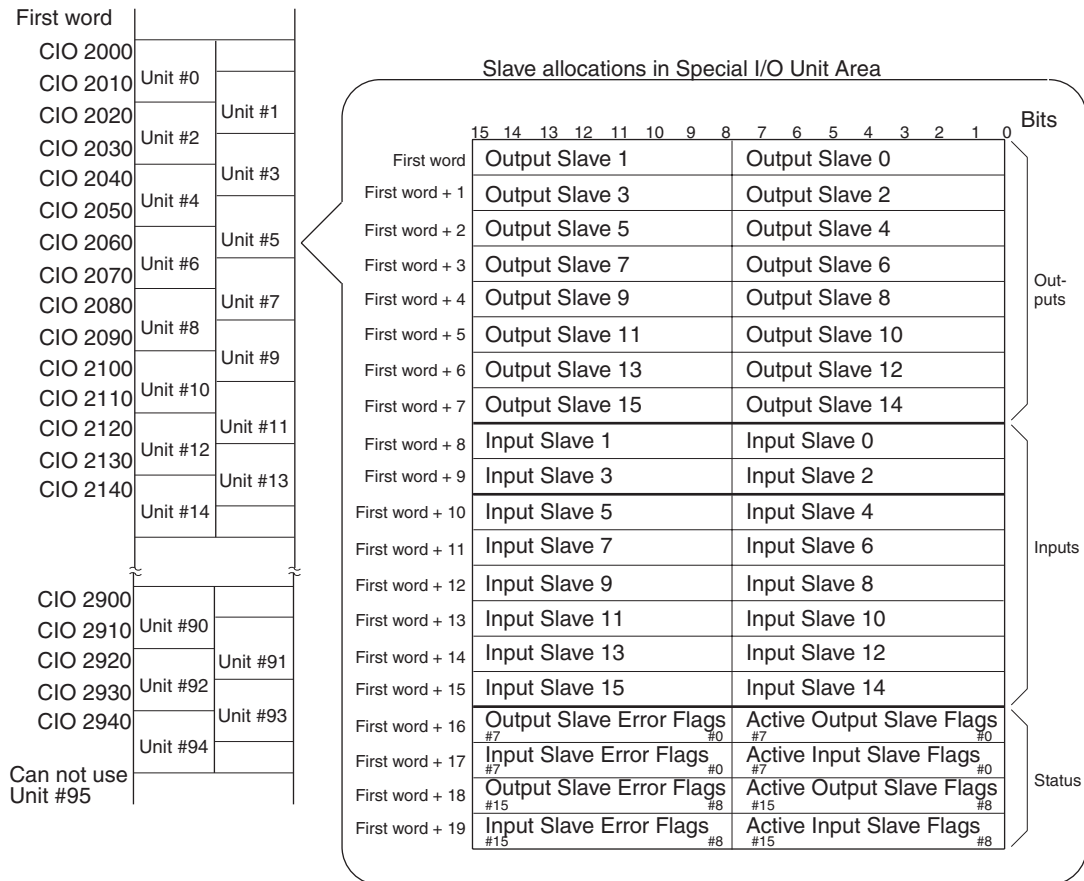 First word
CIO 2000
CIO 2010
CIO 2020
CIO 2030
CIO 2040
CIO 2050
CIO 2060
CIO 2070
CIO 2080
CIO 2090
CIO 2100
CIO 2110
CIO 2120
CIO 2130
CIO 2140
CIO 2900
CIO 2910
CIO 2920
CIO 2930
CIO 2940
Can not use
Unit #95
Unit #0
Unit #2
Unit #4
Unit #6
Unit #8
Unit #10
Unit #12
Unit #14
Unit #90
Unit #92
Unit #94
Unit #1
Unit #3
Unit #5
Unit #7
Unit #9
Unit #11
Unit #13
Unit #91
Unit #93
Slave allocations in Special I/O Unit Area
15 14 13 12 11 10 9 8 7 6 5 4 3 2 1 0 Bits
First word Output Slave 1 Output Slave 0
First word + 1 Output Slave 3 Output Slave 2
First word + 2 Output Slave 5 Output Slave 4
First word + 3 Output Slave 7 Output Slave 6
First word + 4 Output Slave 9 Output Slave 8
First word + 5 Output Slave 11 Output Slave 10
First word + 6 Output Slave 13 Output Slave 12
First word + 7 Output Slave 15 Output Slave 14
First word + 8 Input Slave 1 Input Slave 0
First word + 9 Input Slave 3 Input Slave 2
First word + 10 Input Slave 5 Input Slave 4
First word + 11 Input Slave 7 Input Slave 6
First word + 12 Input Slave 9 Input Slave 8
First word + 13 Input Slave 11 Input Slave 10
First word + 14 Input Slave 13 Input Slave 12
First word + 15 Input Slave 15 Input Slave 14
First word + 16 Output Slave Error Flags Active Output Slave Flags
#7 #0 #7 #0
First word + 17 Input Slave Error Flags Active Input Slave Flags
#7 #0 #7 #0
First word + 18 Output Slave Error Flags Active Output Slave Flags
#15 #8 #15 #8
First word + 19 Input Slave Error Flags Active Input Slave Flags
#15 #8 #15 #8
Out-
puts
Inputs
Status